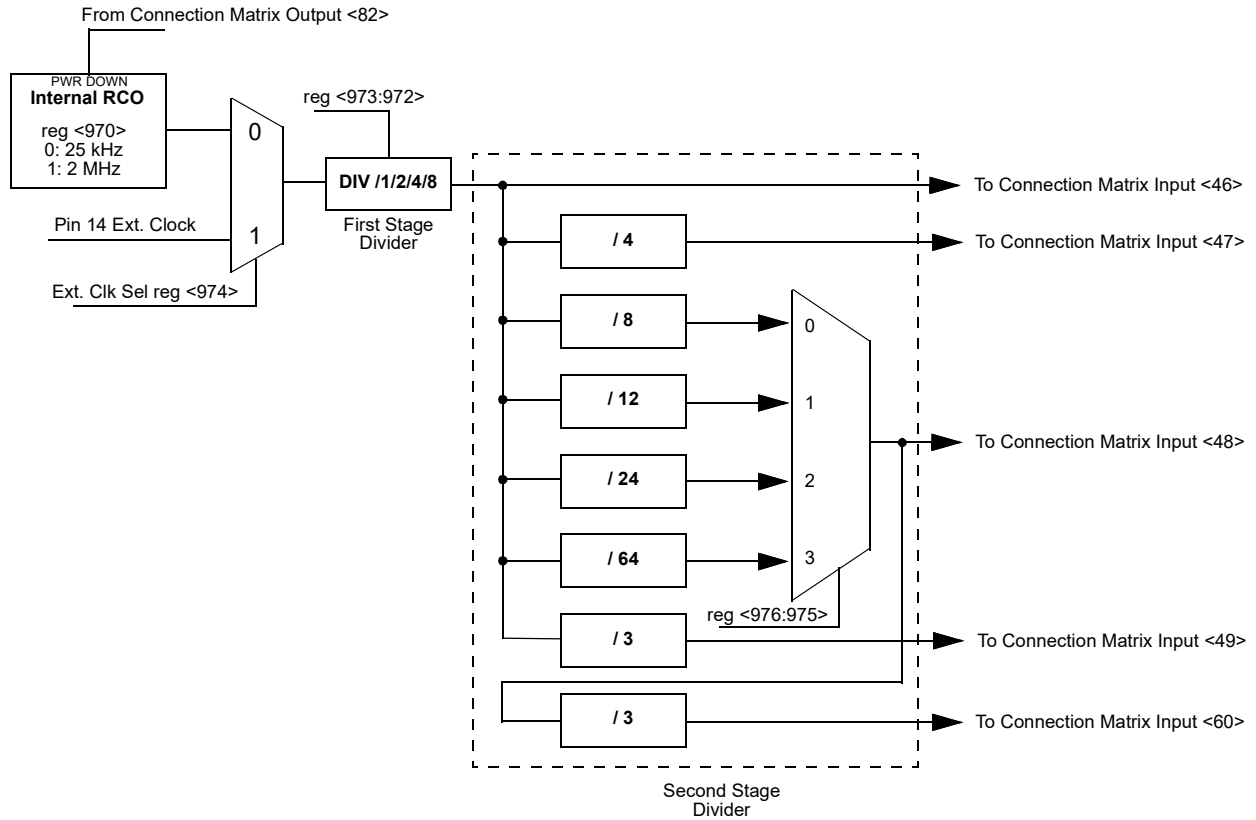 From Connection Matrix Output <82>
PWR DOWN
Internal RCO
reg <970>
0: 25 kHz
1: 2 MHz
0
1
Pin 14 Ext. Clock
Ext. Clk Sel reg <974>
reg <973:972>
DIV /1/2/4/8
First Stage
Divider
To Connection Matrix Input <46>
/ 4
To Connection Matrix Input <47>
/ 8
0
/ 12
1
To Connection Matrix Input <48>
/ 24
2
/ 64
3
reg <976:975>
/ 3
To Connection Matrix Input <49>
/ 3
To Connection Matrix Input <60>
Second Stage
Divider